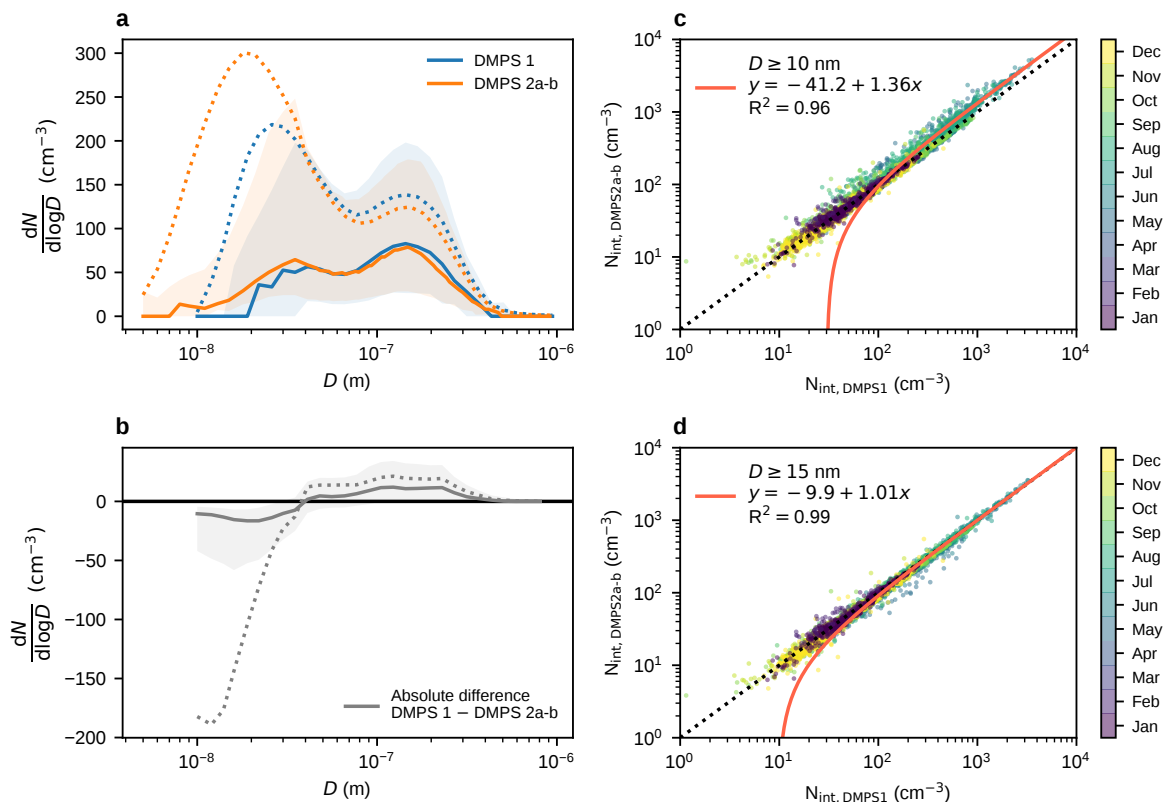 a
300
250
200
150
100
50
0
dN
dlogD (cm⁻³)
DMPS 1
DMPS 2a-b
10⁻⁸ 10⁻⁷ 10⁻⁶
D (m)
c
10⁴
10³
10²
10¹
10⁰
N_int, DMPS2a-b (cm⁻³)
D ≥ 10 nm
y = − 41.2 + 1.36x
R² = 0.96
10⁰ 10¹ 10² 10³ 10⁴
N_int, DMPS1 (cm⁻³)
Dec
Nov
Oct
Sep
Aug
Jul
Jun
May
Apr
Mar
Feb
Jan
b
0
−50
−100
−150
−200
dN
dlogD (cm⁻³)
Absolute difference
DMPS 1 − DMPS 2a-b
10⁻⁸ 10⁻⁷ 10⁻⁶
D (m)
d
10⁴
10³
10²
10¹
10⁰
N_int, DMPS2a-b (cm⁻³)
D ≥ 15 nm
y = − 9.9 + 1.01x
R² = 0.99
10⁰ 10¹ 10² 10³ 10⁴
N_int, DMPS1 (cm⁻³)
Dec
Nov
Oct
Sep
Aug
Jul
Jun
May
Apr
Mar
Feb
Jan